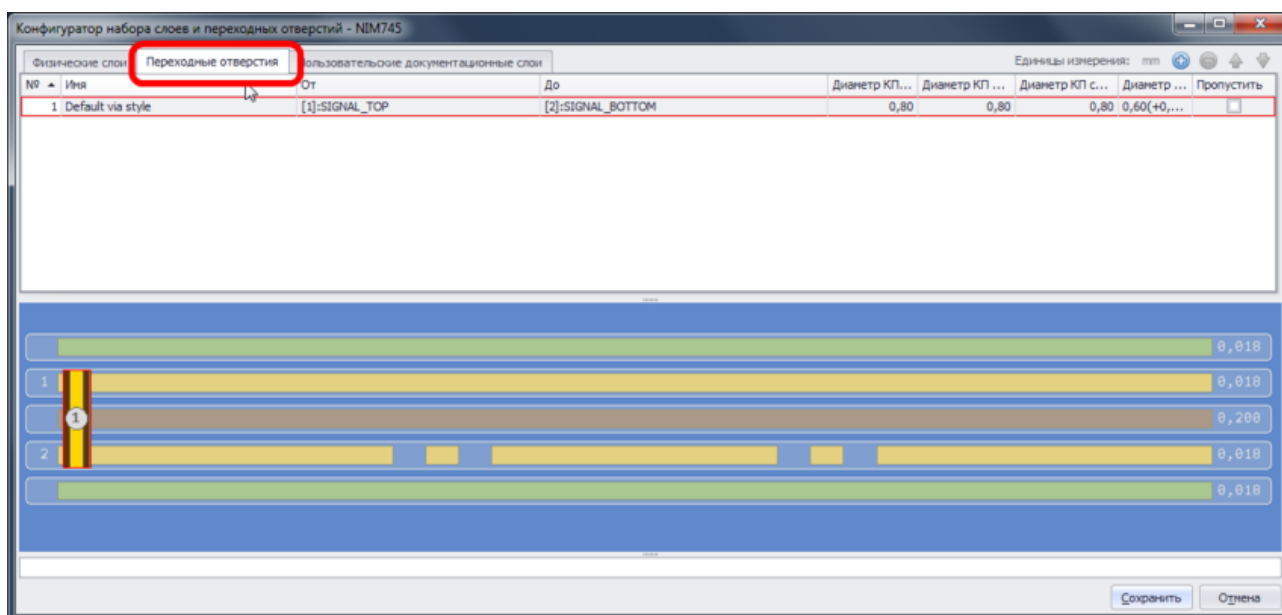 Конфигуратор набора слоев и переходных отверстий - NIM745
Физические слои Переходные отверстия Пользовательские документационные слои Единицы измерения: mm
№ Имя От До Диаметр КП... Диаметр КП ... Диаметр КП с... Диаметр ... Пропустить
1 Default via style [1]:SIGNAL_TOP [2]:SIGNAL_BOTTOM 0,80 0,80 0,80 0,60(+0,...
0,018
1 0,018
1 0,200
2 0,018
0,018
Сохранить Отмена